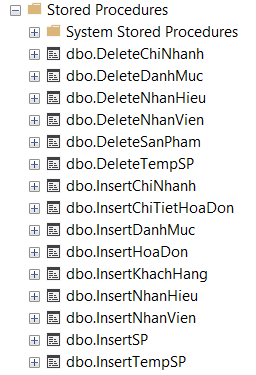 Stored Procedures
System Stored Procedures
dbo.DeleteChiNhanh
dbo.DeleteDanhMuc
dbo.DeleteNhanHieu
dbo.DeleteNhanVien
dbo.DeleteSanPham
dbo.DeleteTempSP
dbo.InsertChiNhanh
dbo.InsertChiTietHoaDon
dbo.InsertDanhMuc
dbo.InsertHoaDon
dbo.InsertKhachHang
dbo.InsertNhanHieu
dbo.InsertNhanVien
dbo.InsertSP
dbo.InsertTempSP